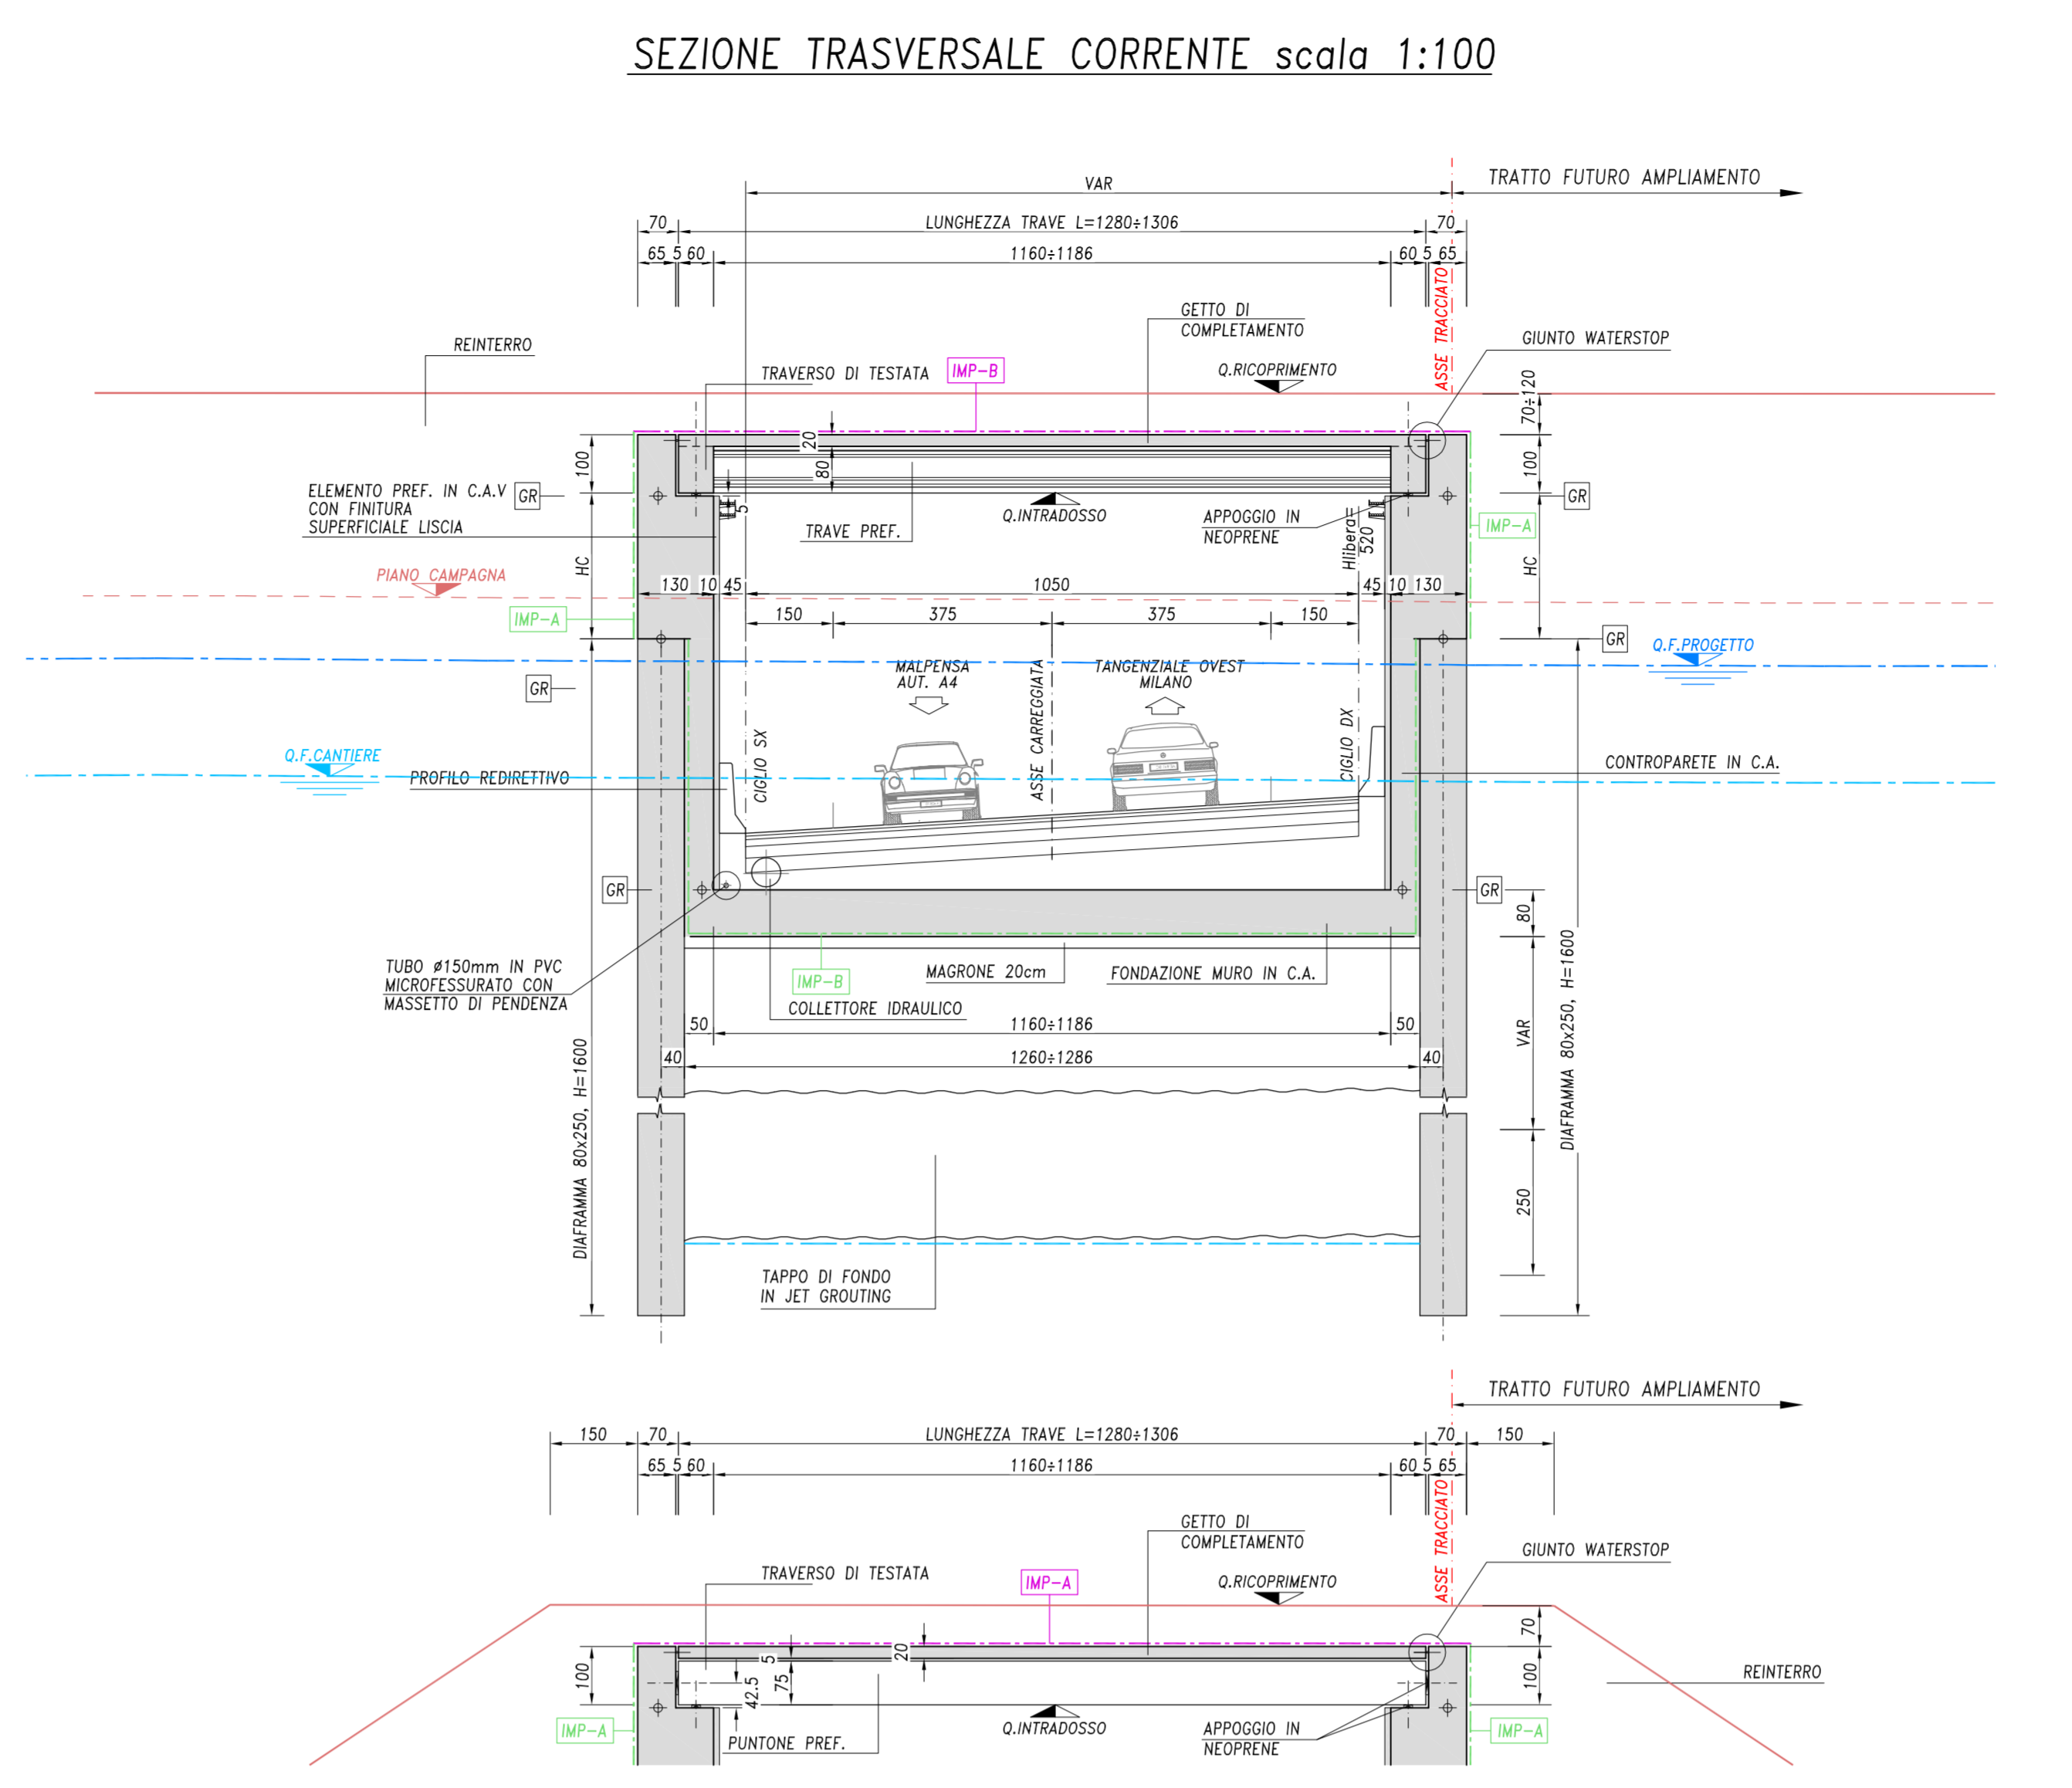 SEZIONE TRASVERSALE CORRENTE scala 1:100
VAR
TRATTO FUTURO AMPLIAMENTO
70
LUNGHEZZA TRAVE L=1280÷1306
70
65 5 60
1160÷1186
60 5 65
ASSE TRACCIATO
GETTO DI
COMPLETAMENTO
REINTERRO
GIUNTO WATERSTOP
TRAVERSO DI TESTATA
IMP-B
Q.RICOPRIMENTO
70÷120
20
100
80
100
ELEMENTO PREF. IN C.A.V
CON FINITURA
SUPERFICIALE LISCIA
GR
GR
5
TRAVE PREF.
Q.INTRADOSSO
APPOGGIO IN
NEOPRENE
Hlibera=
520
IMP-A
HC
HC
PIANO CAMPAGNA
130 10 45
1050
45 10 130
IMP-A
150
375
375
150
GR
Q.F.PROGETTO
MALPENSA
AUT. A4
TANGENZIALE OVEST
MILANO
ASSE CARREGGIATA
GR
CIGLIO SX
CIGLIO DX
Q.F.CANTIERE
PROFILO REDIRETTIVO
CONTROPARETE IN C.A.
GR
GR
80
TUBO ø150mm IN PVC
MICROFESSURATO CON
MASSETTO DI PENDENZA
IMP-B
MAGRONE 20cm
FONDAZIONE MURO IN C.A.
COLLETTORE IDRAULICO
50
1160÷1186
50
VAR
40
1260÷1286
40
DIAFRAMMA 80x250, H=1600
DIAFRAMMA 80x250, H=1600
250
TAPPO DI FONDO
IN JET GROUTING
TRATTO FUTURO AMPLIAMENTO
150
70
LUNGHEZZA TRAVE L=1280÷1306
70
150
65 5 60
1160÷1186
60 5 65
ASSE TRACCIATO
GETTO DI
COMPLETAMENTO
GIUNTO WATERSTOP
TRAVERSO DI TESTATA
IMP-A
Q.RICOPRIMENTO
70
20
5
100
42.5
75
100
REINTERRO
IMP-A
PUNTONE PREF.
Q.INTRADOSSO
APPOGGIO IN
NEOPRENE
IMP-A